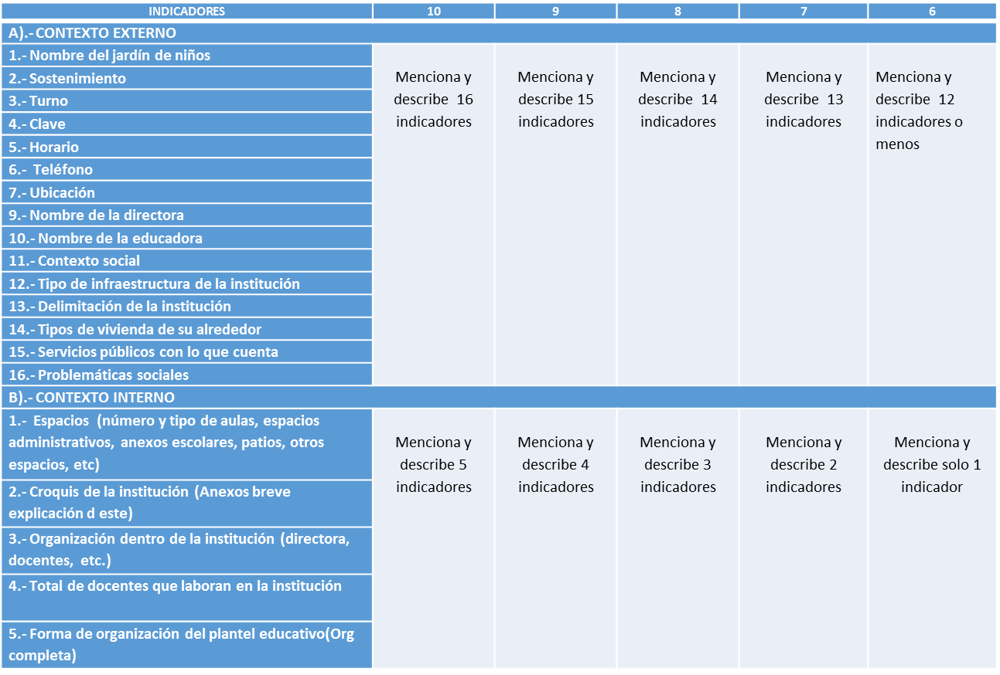 INDICADORES 10 9 8 7 6
A).- CONTEXTO EXTERNO
1.- Nombre del jardín de niños
2.- Sostenimiento
3.- Turno
4.- Clave
5.- Horario
6.- Teléfono
7.- Ubicación
9.- Nombre de la directora
10.- Nombre de la educadora
11.- Contexto social
12.- Tipo de infraestructura de la institución
13.- Delimitación de la institución
14.- Tipos de vivienda de su alrededor
15.- Servicios públicos con lo que cuenta
16.- Problemáticas sociales
Menciona y
describe 16
indicadores
Menciona y
describe 15
indicadores
Menciona y
describe 14
indicadores
Menciona y
describe 13
indicadores
Menciona y
describe 12
indicadores o
menos
B).- CONTEXTO INTERNO
1.- Espacios (número y tipo de aulas, espacios
administrativos, anexos escolares, patios, otros
espacios, etc)
2.- Croquis de la institución (Anexos breve
explicación d este)
3.- Organización dentro de la institución (directora,
docentes, etc.)
4.- Total de docentes que laboran en la institución
5.- Forma de organización del plantel educativo(Org
completa)
Menciona y
describe 5
indicadores
Menciona y
describe 4
indicadores
Menciona y
describe 3
indicadores
Menciona y
describe 2
indicadores
Menciona y
describe solo 1
indicador